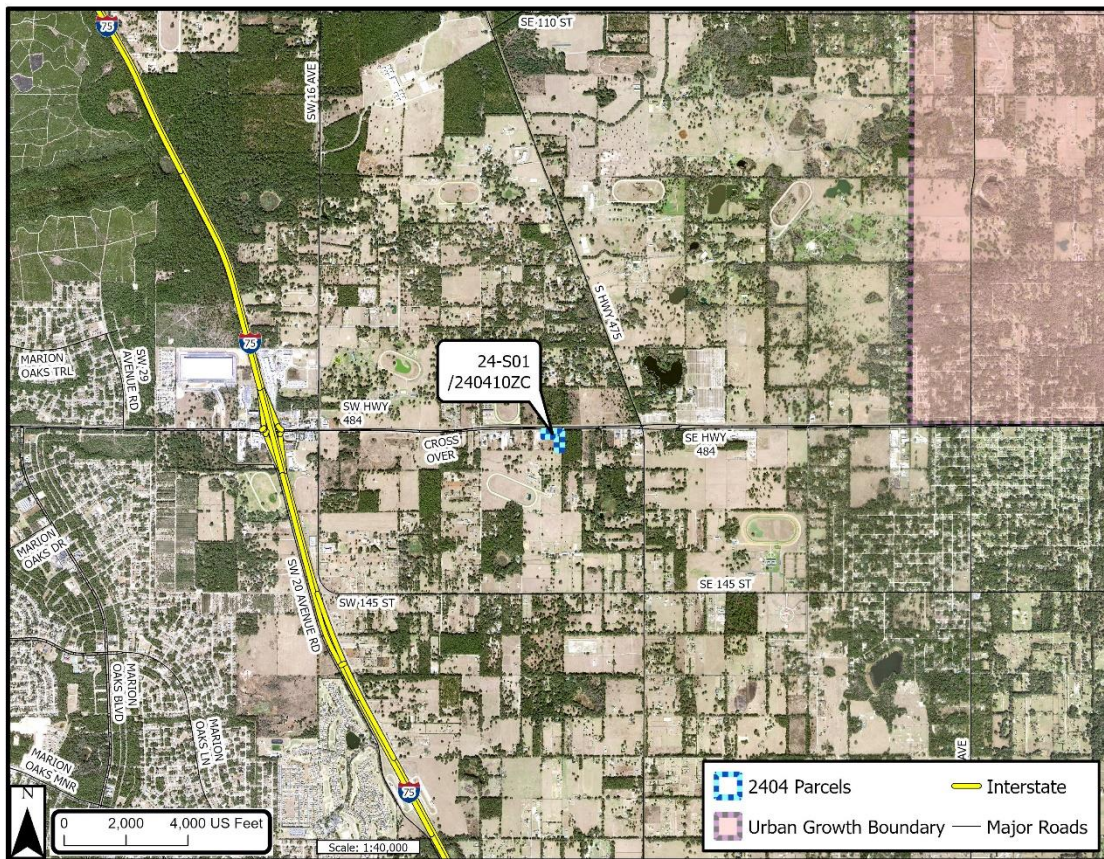 75
SE 110 ST
SW 16 AVE
S HWY 475
75
MARION
OAKS TRL
SW 29
AVENUE RD
24-S01
/240410ZC
SW HWY
484
CROSS
OVER
SE HWY
484
MARION
OAKS DR
SW 20 AVENUE RD
SW 145 ST
SE 145 ST
MARION
OAKS BLVD
MARION
OAKS LN
MARION
OAKS MNR
75
AVE
N
0 2,000 4,000 US Feet
Scale: 1:40,000
2404 Parcels
Interstate
Urban Growth Boundary
Major Roads